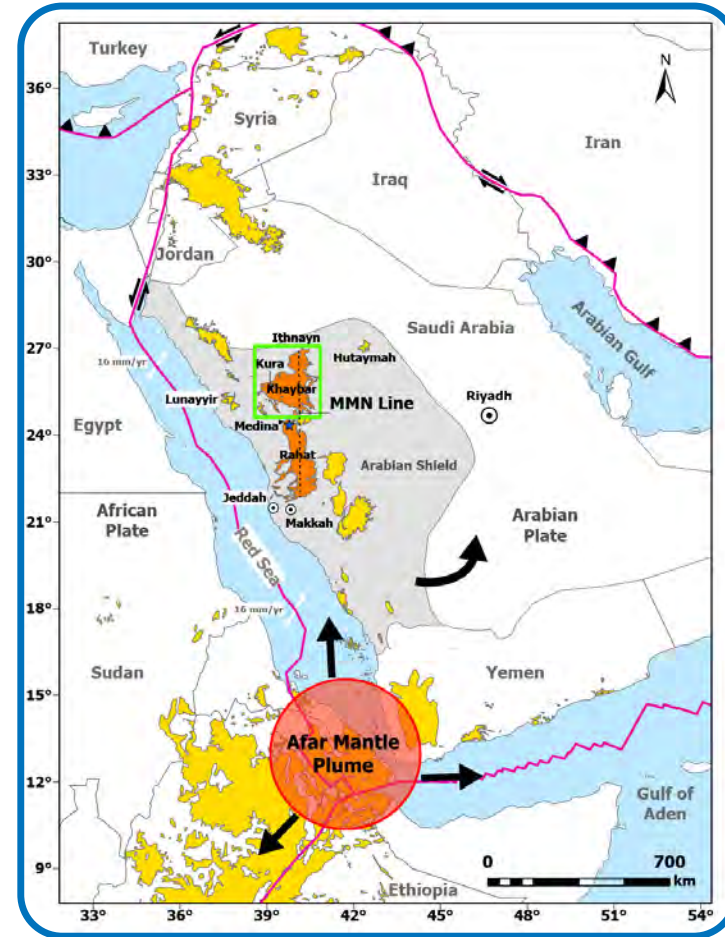 Turkey
N
36°
Syria
Iran
Iraq
33°
Jordan
30°
Saudi Arabia
Arabian Gulf
Ithnayn
27°
Hutaymah
Kura
16 mm/yr
Khaybar
Riyadh
Lunayyir
MMN Line
Egypt
Medina
24°
Rahat
Arabian Shield
Jeddah
Makkah
21°
African
Plate
Arabian
Plate
Red Sea
18°
16 mm/yr
Sudan
Yemen
15°
Afar Mantle
Plume
12°
Gulf of
Aden
0 700
km
9°
Ethiopia
33° 36° 39° 42° 45° 48° 51° 54°